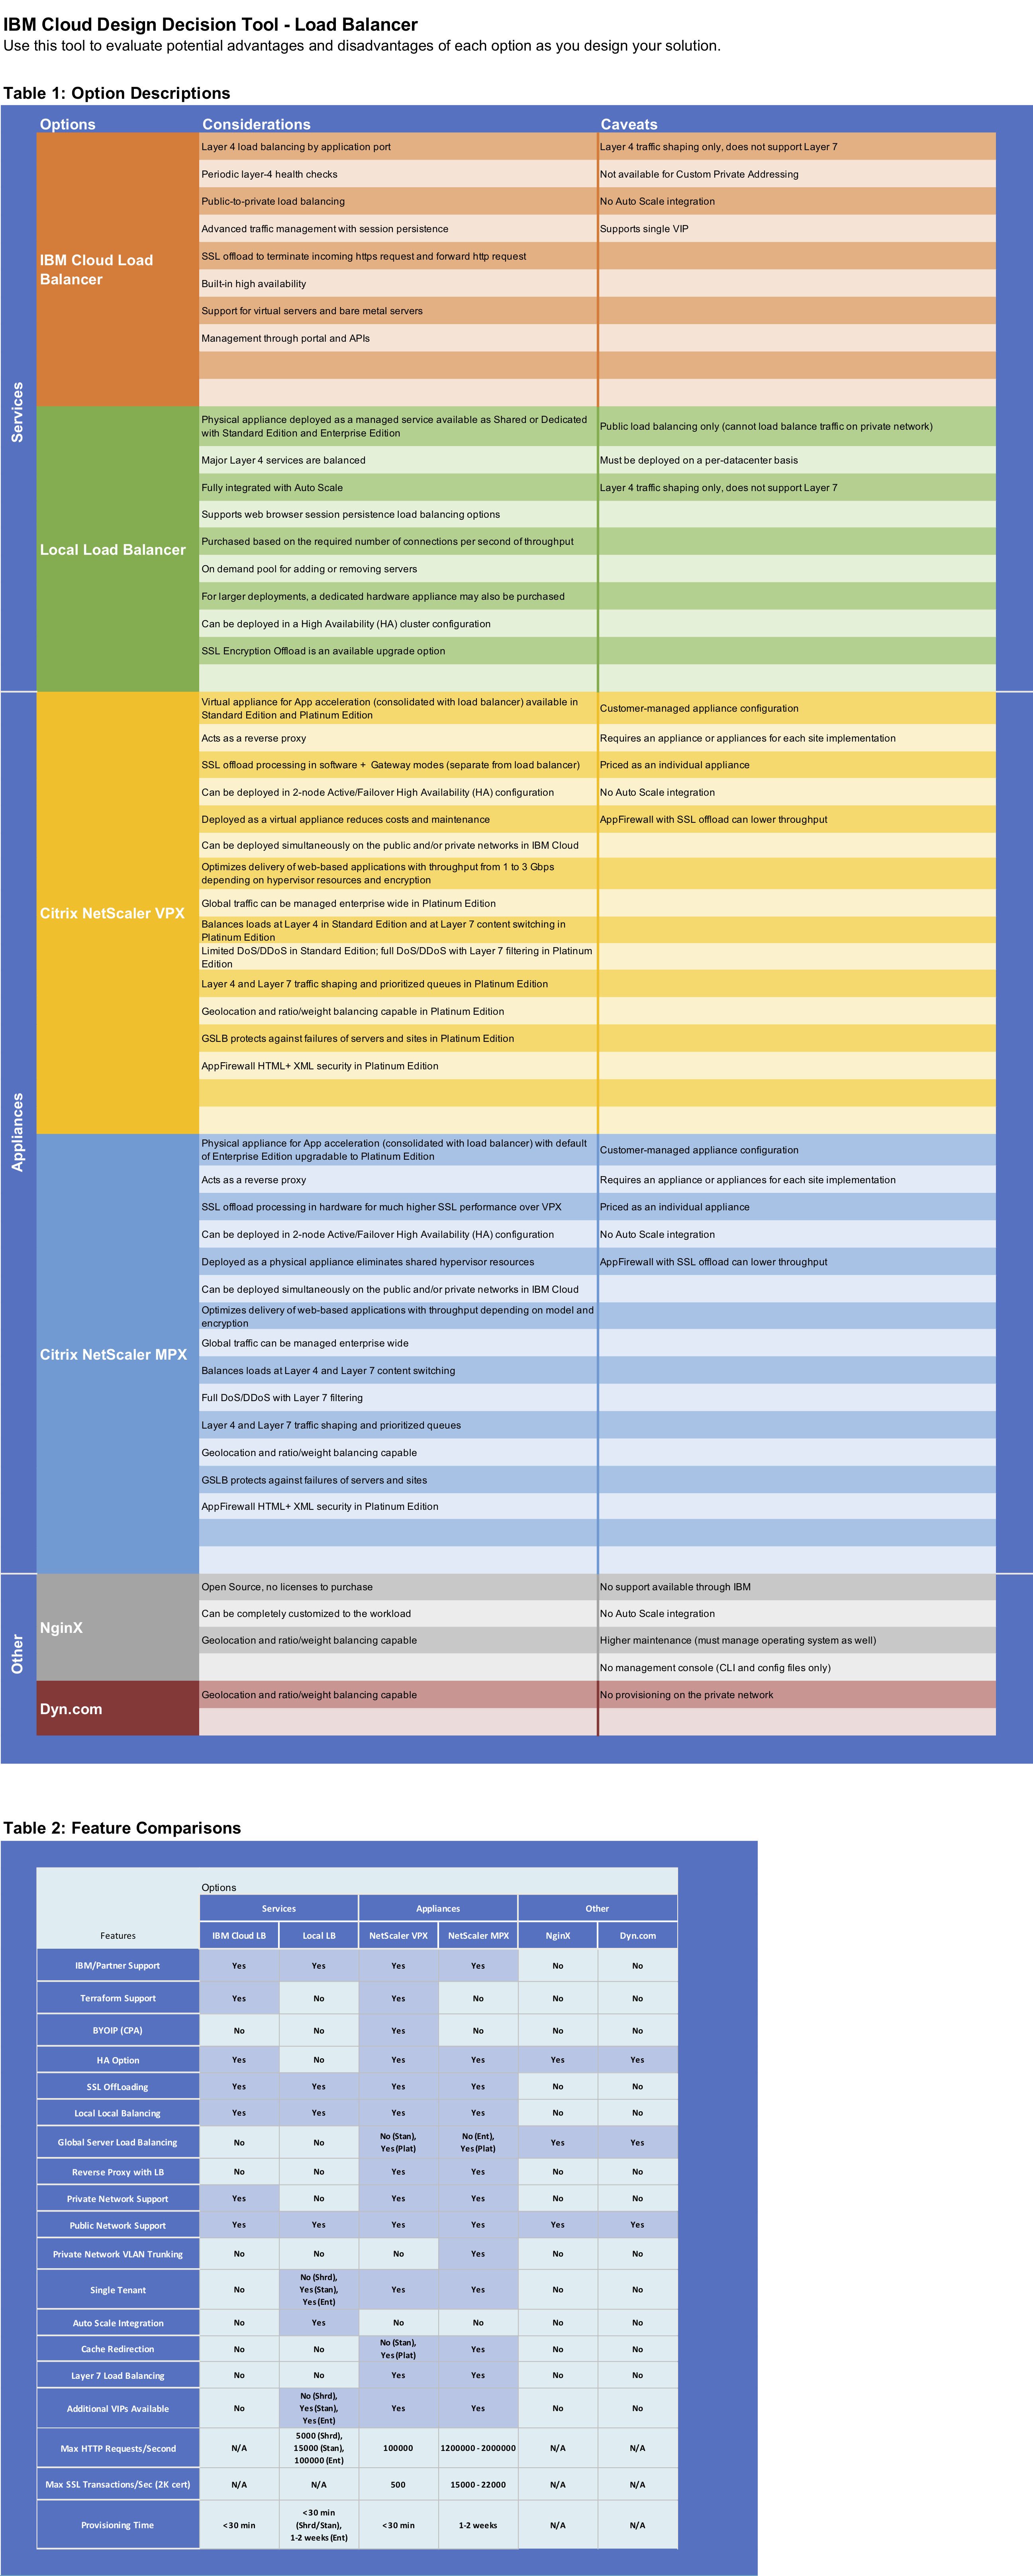 IBM Cloud Design Decision Tool - Load Balancer
Use this tool to evaluate potential advantages and disadvantages of each option as you design your solution.
Table 1: Option Descriptions
Options Considerations Caveats
Services
IBM Cloud Load
Balancer
Layer 4 load balancing by application port Layer 4 traffic shaping only, does not support Layer 7
Periodic layer-4 health checks Not available for Custom Private Addressing
Public-to-private load balancing No Auto Scale integration
Advanced traffic management with session persistence Supports single VIP
SSL offload to terminate incoming https request and forward http request
Built-in high availability
Support for virtual servers and bare metal servers
Management through portal and APIs
Local Load Balancer
Physical appliance deployed as a managed service available as Shared or Dedicated
with Standard Edition and Enterprise Edition
Public load balancing only (cannot load balance traffic on private network)
Major Layer 4 services are balanced Must be deployed on a per-datacenter basis
Fully integrated with Auto Scale Layer 4 traffic shaping only, does not support Layer 7
Supports web browser session persistence load balancing options
Purchased based on the required number of connections per second of throughput
On demand pool for adding or removing servers
For larger deployments, a dedicated hardware appliance may also be purchased
Can be deployed in a High Availability (HA) cluster configuration
SSL Encryption Offload is an available upgrade option
Appliances
Citrix NetScaler VPX
Virtual appliance for App acceleration (consolidated with load balancer) available in
Standard Edition and Platinum Edition
Customer-managed appliance configuration
Acts as a reverse proxy Requires an appliance or appliances for each site implementation
SSL offload processing in software + Gateway modes (separate from load balancer) Priced as an individual appliance
Can be deployed in 2-node Active/Failover High Availability (HA) configuration No Auto Scale integration
Deployed as a virtual appliance reduces costs and maintenance AppFirewall with SSL offload can lower throughput
Can be deployed simultaneously on the public and/or private networks in IBM Cloud
Optimizes delivery of web-based applications with throughput from 1 to 3 Gbps
depending on hypervisor resources and encryption
Global traffic can be managed enterprise wide in Platinum Edition
Balances loads at Layer 4 in Standard Edition and at Layer 7 content switching in
Platinum Edition
Limited DoS/DDoS in Standard Edition; full DoS/DDoS with Layer 7 filtering in Platinum
Edition
Layer 4 and Layer 7 traffic shaping and prioritized queues in Platinum Edition
Geolocation and ratio/weight balancing capable in Platinum Edition
GSLB protects against failures of servers and sites in Platinum Edition
AppFirewall HTML+ XML security in Platinum Edition
Citrix NetScaler MPX
Physical appliance for App acceleration (consolidated with load balancer) with default
of Enterprise Edition upgradable to Platinum Edition
Customer-managed appliance configuration
Acts as a reverse proxy Requires an appliance or appliances for each site implementation
SSL offload processing in hardware for much higher SSL performance over VPX Priced as an individual appliance
Can be deployed in 2-node Active/Failover High Availability (HA) configuration No Auto Scale integration
Deployed as a physical appliance eliminates shared hypervisor resources AppFirewall with SSL offload can lower throughput
Can be deployed simultaneously on the public and/or private networks in IBM Cloud
Optimizes delivery of web-based applications with throughput depending on model and
encryption
Global traffic can be managed enterprise wide
Balances loads at Layer 4 and Layer 7 content switching
Full DoS/DDoS with Layer 7 filtering
Layer 4 and Layer 7 traffic shaping and prioritized queues
Geolocation and ratio/weight balancing capable
GSLB protects against failures of servers and sites
AppFirewall HTML+ XML security in Platinum Edition
Other
NginX
Open Source, no licenses to purchase No support available through IBM
Can be completely customized to the workload No Auto Scale integration
Geolocation and ratio/weight balancing capable Higher maintenance (must manage operating system as well)
No management console (CLI and config files only)
Dyn.com
Geolocation and ratio/weight balancing capable No provisioning on the private network
Table 2: Feature Comparisons
Options
Services Appliances Other
Features IBM Cloud LB Local LB NetScaler VPX NetScaler MPX NginX Dyn.com
IBM/Partner Support Yes Yes Yes Yes No No
Terraform Support Yes No Yes No No No
BYOIP (CPA) No No Yes No No No
HA Option Yes No Yes Yes Yes Yes
SSL OffLoading Yes Yes Yes Yes No No
Local Local Balancing Yes Yes Yes Yes No No
Global Server Load Balancing No No No (Stan), Yes (Plat) No (Ent), Yes (Plat) Yes Yes
Reverse Proxy with LB No No Yes Yes No No
Private Network Support Yes No Yes Yes No No
Public Network Support Yes Yes Yes Yes Yes Yes
Private Network VLAN Trunking No No No Yes No No
Single Tenant No No (Shrd), Yes (Stan), Yes (Ent) Yes Yes No No
Auto Scale Integration No Yes No No No No
Cache Redirection No No No (Stan), Yes (Plat) Yes No No
Layer 7 Load Balancing No No Yes Yes No No
Additional VIPs Available No No (Shrd), Yes (Stan), Yes (Ent) Yes Yes No No
Max HTTP Requests/Second N/A 5000 (Shrd), 15000 (Stan), 100000 (Ent) 100000 1200000 - 2000000 N/A N/A
Max SSL Transactions/Sec (2K cert) N/A N/A 500 15000 - 22000 N/A N/A
Provisioning Time < 30 min < 30 min (Shrd/Stan), 1-2 weeks (Ent) < 30 min 1-2 weeks N/A N/A